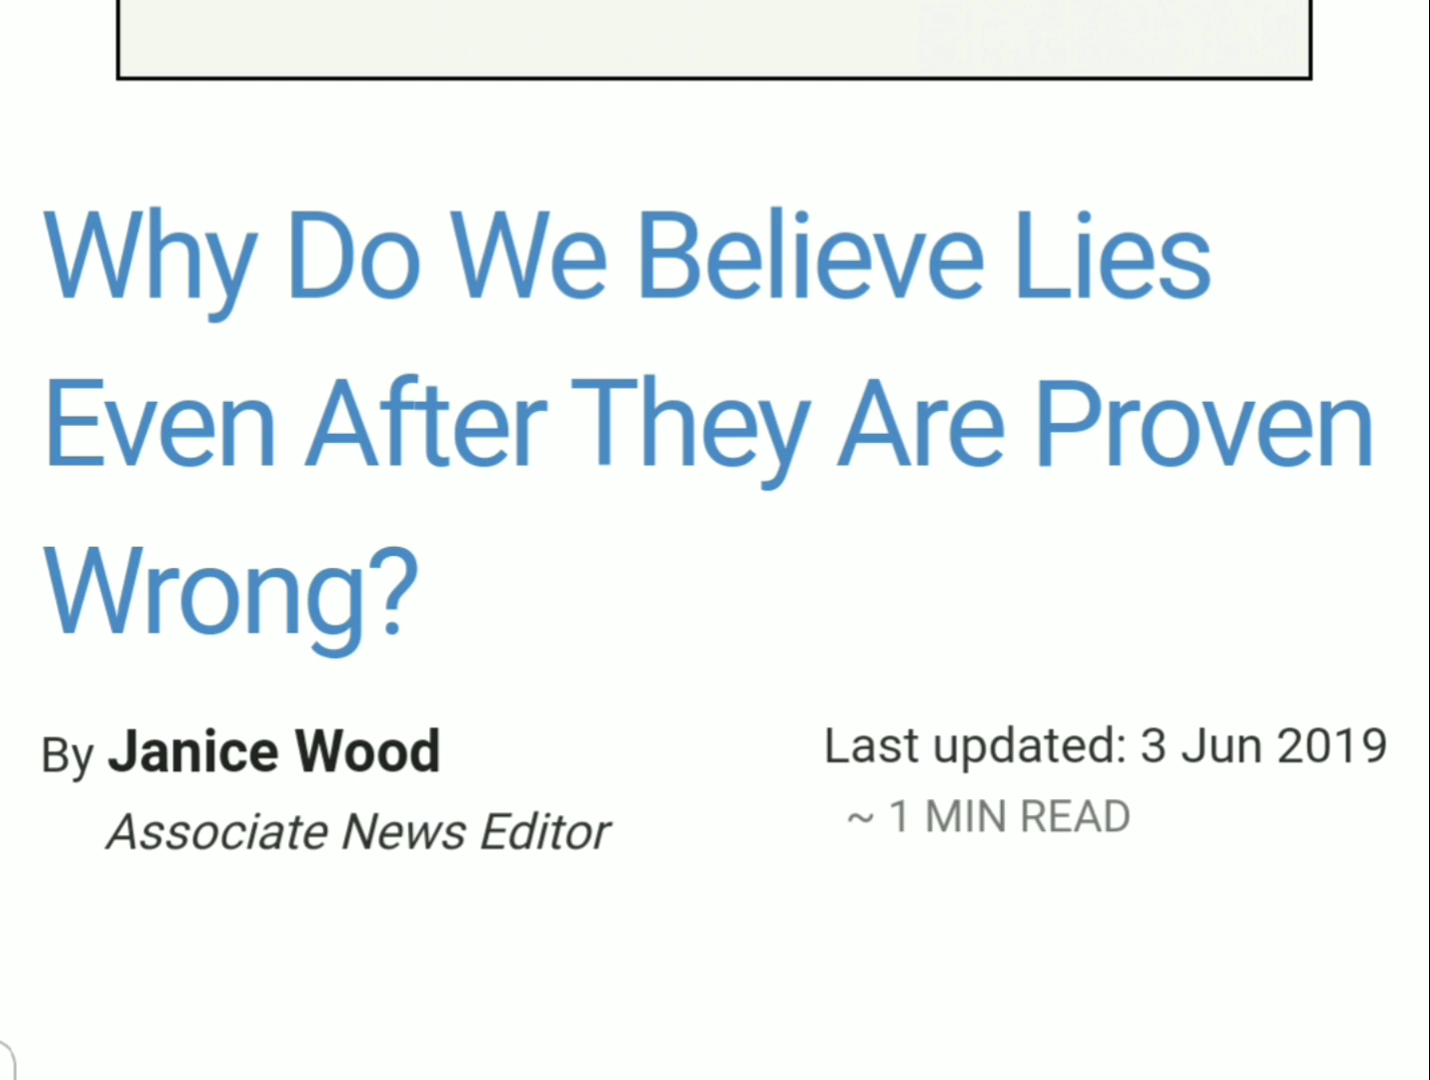 Why Do We Believe Lies
Even After They Are Proven
Wrong?
By Janice Wood
Associate News Editor
Last updated: 3 Jun 2019
~ 1 MIN READ